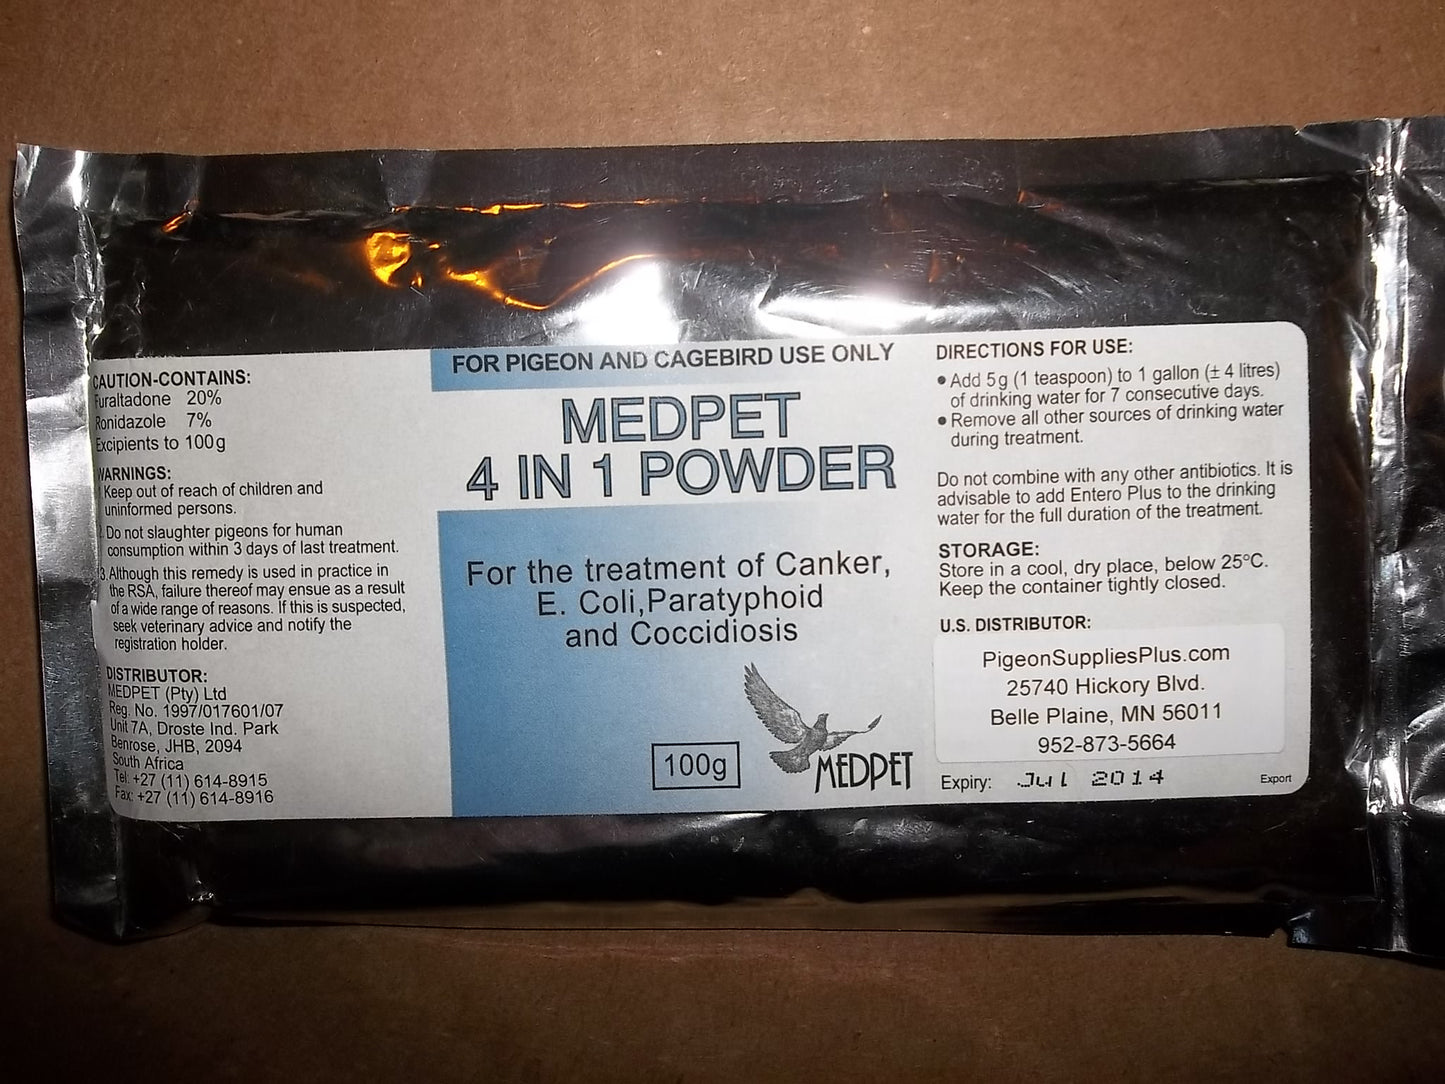 CAUTION-CONTAINS:
Furaltadone 20%
Ronidazole 7%
Excipients to 100g
WARNINGS:
1. Keep out of reach of children and
uninformed persons.
2. Do not slaughter pigeons for human
consumption within 3 days of last treatment.
3. Although this remedy is used in practice in
the RSA, failure thereof may ensue as a result
of a wide range of reasons. If this is suspected,
seek veterinary advice and notify the
registration holder.
DISTRIBUTOR:
MEDPET (Pty) Ltd
Reg. No. 1997/017601/07
Unit 7A, Droste Ind. Park
Benrose, JHB, 2094
South Africa
Tel: +27 (11) 614-8915
Fax: +27 (11) 614-8916
FOR PIGEON AND CAGEBIRD USE ONLY
MEDPET
4 IN 1 POWDER
For the treatment of Canker,
E. Coli,Paratyphoid
and Coccidiosis
100g
MEDPET
DIRECTIONS FOR USE:
• Add 5g (1 teaspoon) to 1 gallon (± 4 litres)
of drinking water for 7 consecutive days.
• Remove all other sources of drinking water
during treatment.
Do not combine with any other antibiotics. It is
advisable to add Entero Plus to the drinking
water for the full duration of the treatment.
STORAGE:
Store in a cool, dry place, below 25°C.
Keep the container tightly closed.
U.S. DISTRIBUTOR:
PigeonSuppliesPlus.com
25740 Hickory Blvd.
Belle Plaine, MN 56011
952-873-5664
Expiry: Jul 2014
Export